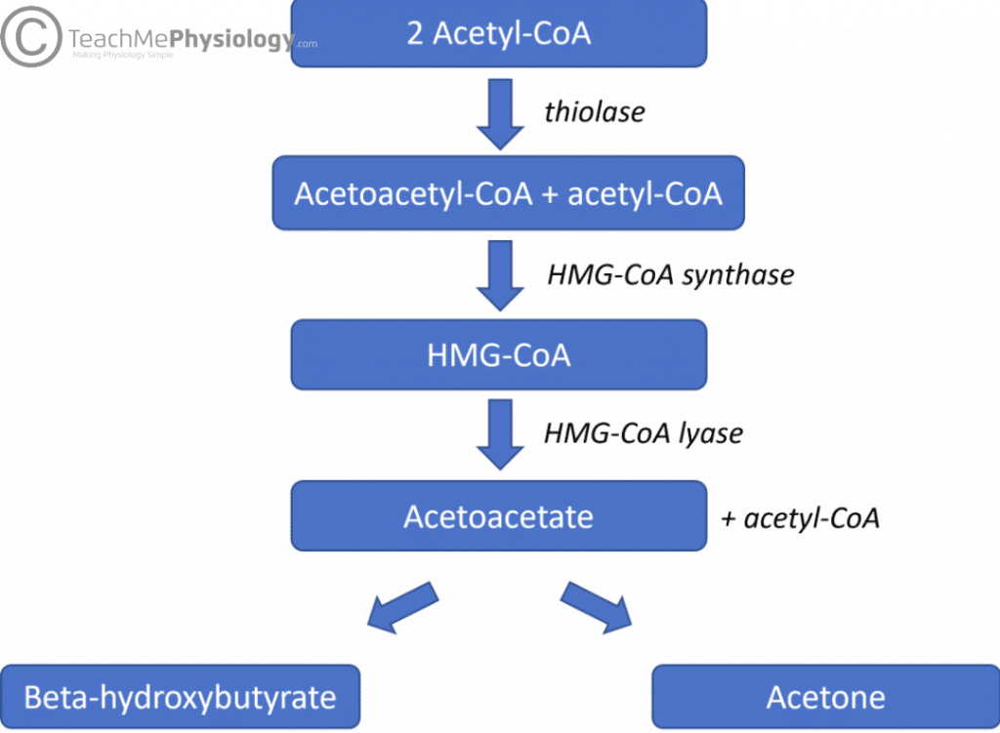 © TeachMePhysiology.com
Making Physiology Simple
2 Acetyl-CoA
thiolase
Acetoacetyl-CoA + acetyl-CoA
HMG-CoA synthase
HMG-CoA
HMG-CoA lyase
Acetoacetate
+ acetyl-CoA
Beta-hydroxybutyrate
Acetone